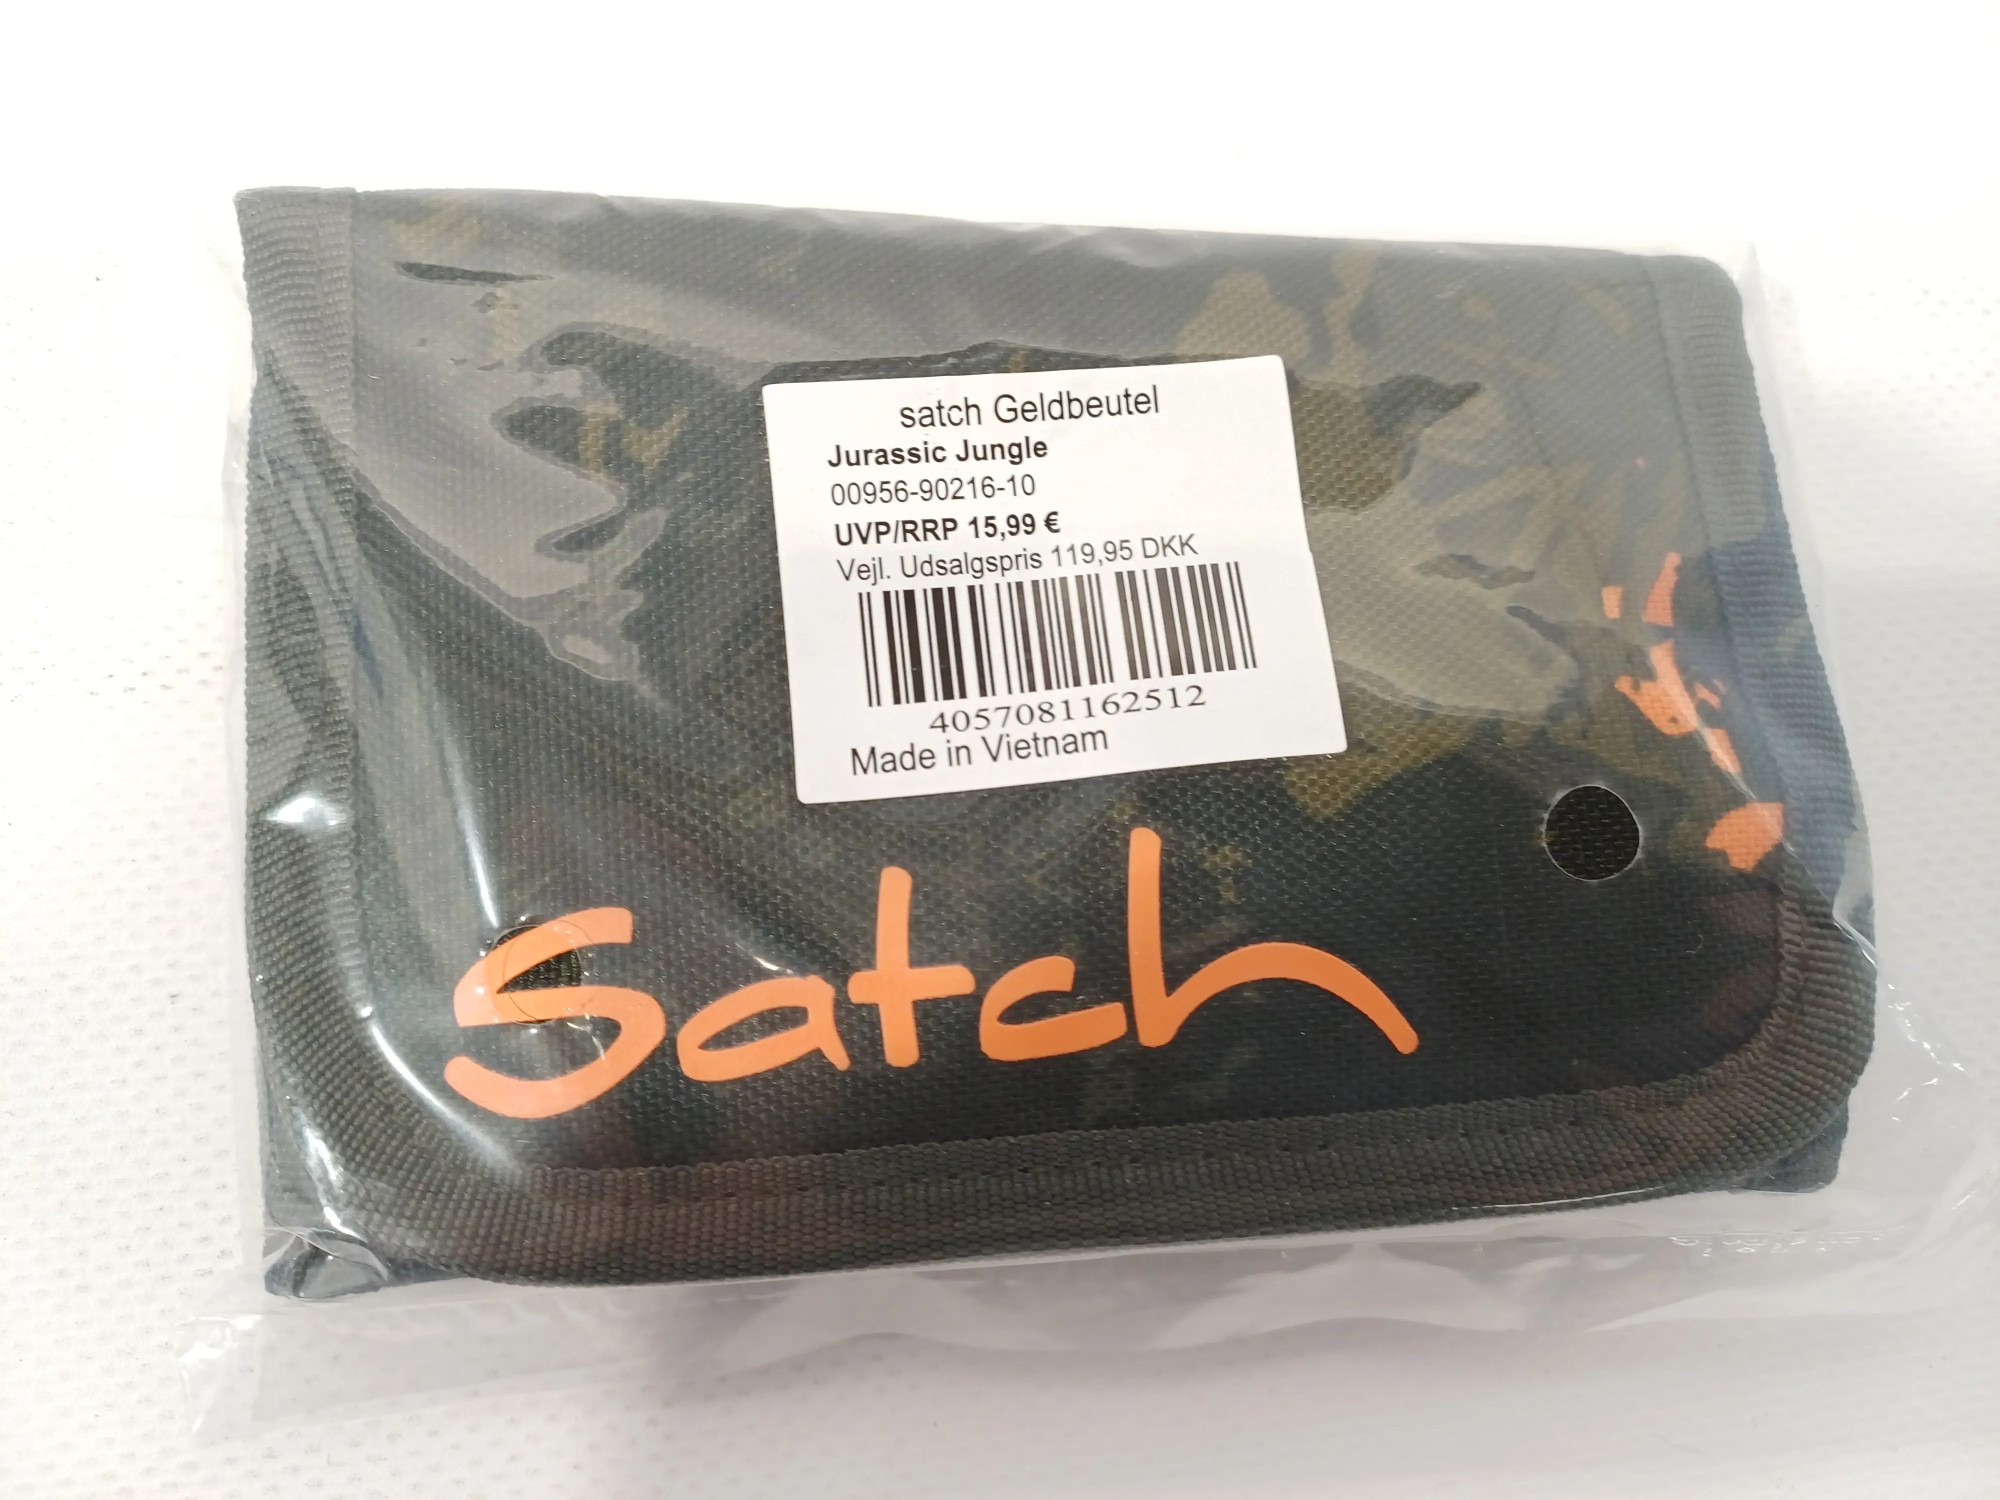 satch Geldbeutel
Jurassic Jungle
00956-90216-10
UVP/RRP 15,99 €
Vejl. Udsalgspris 119,95 DKK
4057081162512
Made in Vietnam
satch